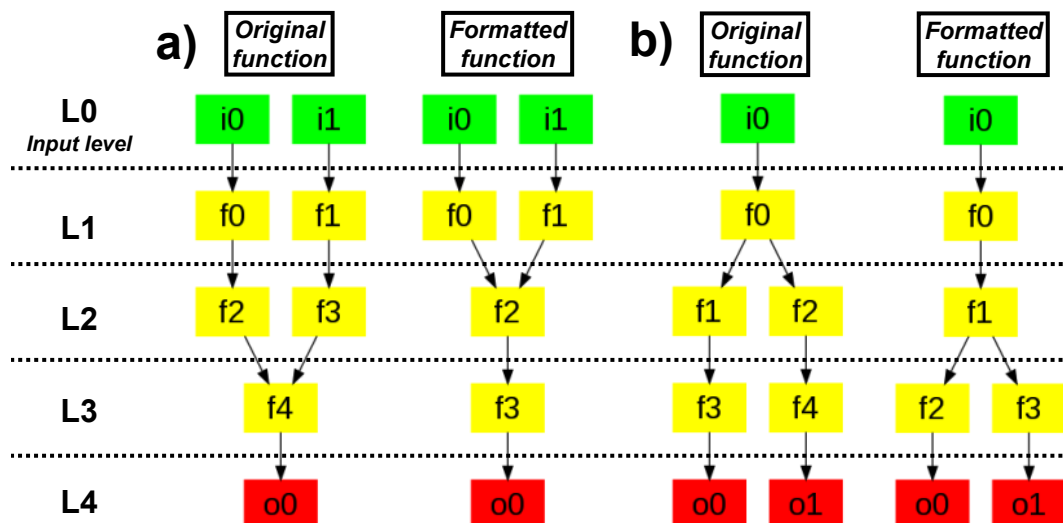 a)
Original
function
Formatted
function
b)
Original
function
Formatted
function
L0
Input level
i0 i1 i0 i1 i0 i0
L1
f0 f1 f0 f1 f0 f0
L2
f2 f3 f2 f1 f2 f1
L3
f4 f3 f3 f4 f2 f3
L4
o0 o0 o0 o1 o0 o1